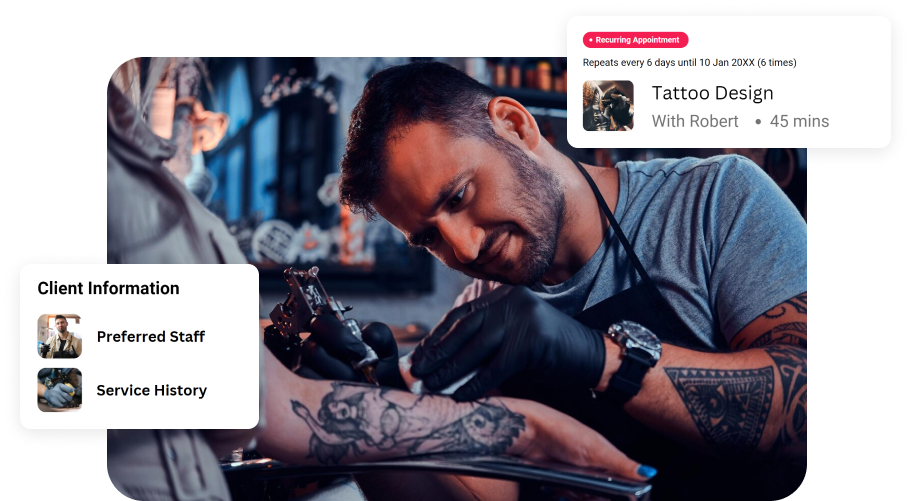 Recurring Appointment
Repeats every 6 days until 10 Jan 20XX (6 times)
Tattoo Design
With Robert • 45 mins
Client Information
Preferred Staff
Service History